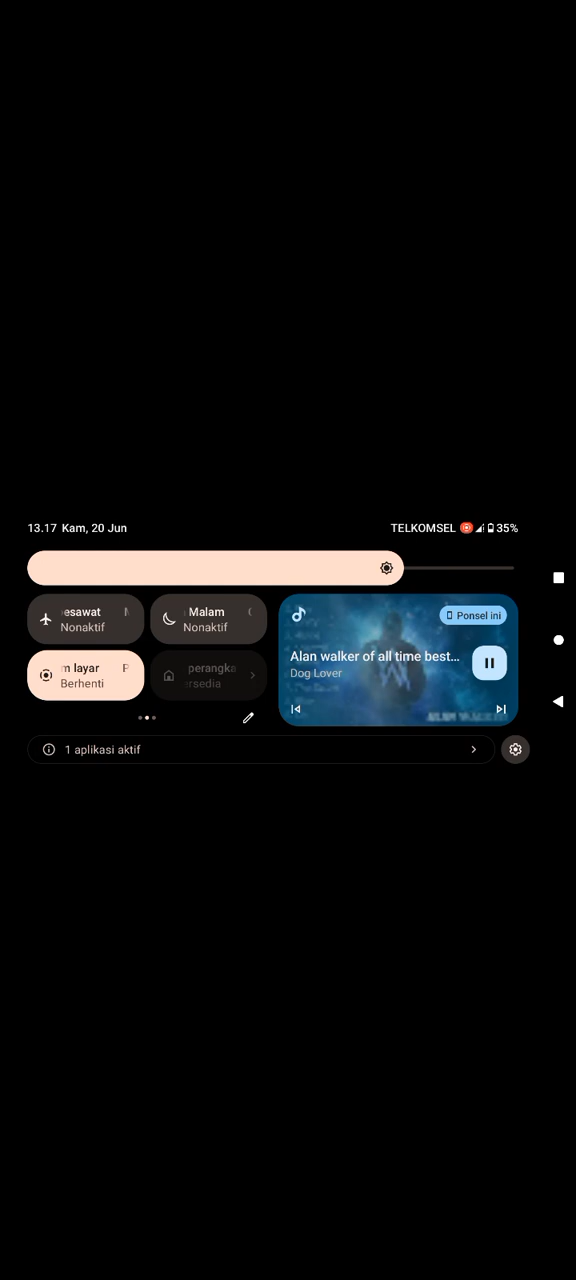 13.17 Kam, 20 Jun
TELKOMSEL 35%
esawat
Nonaktif
Malam
Nonaktif
m layar P
Berhenti
perangka
ersedia
Ponsel ini
Alan walker of all time best...
Dog Lover
1 aplikasi aktif